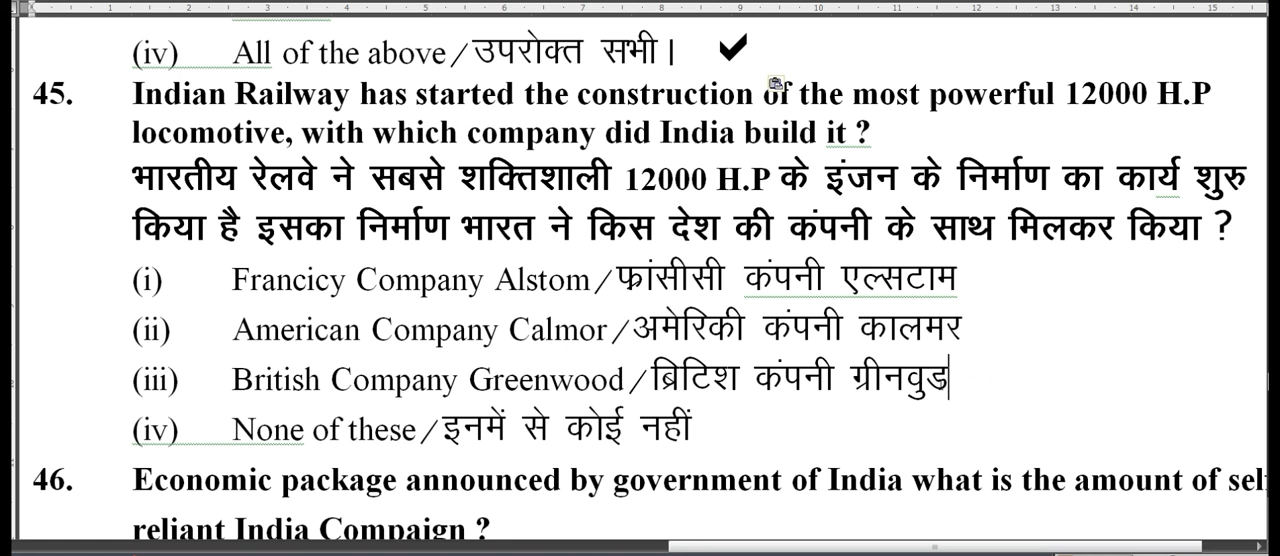 (iv) All of the above/उपरोक्त सभी। ✔
45. Indian Railway has started the construction of the most powerful 12000 H.P
locomotive, with which company did India build it ?
भारतीय रेलवे ने सबसे शक्तिशाली 12000 H.P के इंजन के निर्माण का कार्य शुरु
किया है इसका निर्माण भारत ने किस देश की कंपनी के साथ मिलकर किया ?
(i) Francicy Company Alstom/फांसीसी कंपनी एल्सटाम
(ii) American Company Calmor/अमेरिकी कंपनी कालमर
(iii) British Company Greenwood/ब्रिटिश कंपनी ग्रीनवुड
(iv) None of these/इनमें से कोई नहीं
46. Economic package announced by government of India what is the amount of sel
reliant India Compaign ?